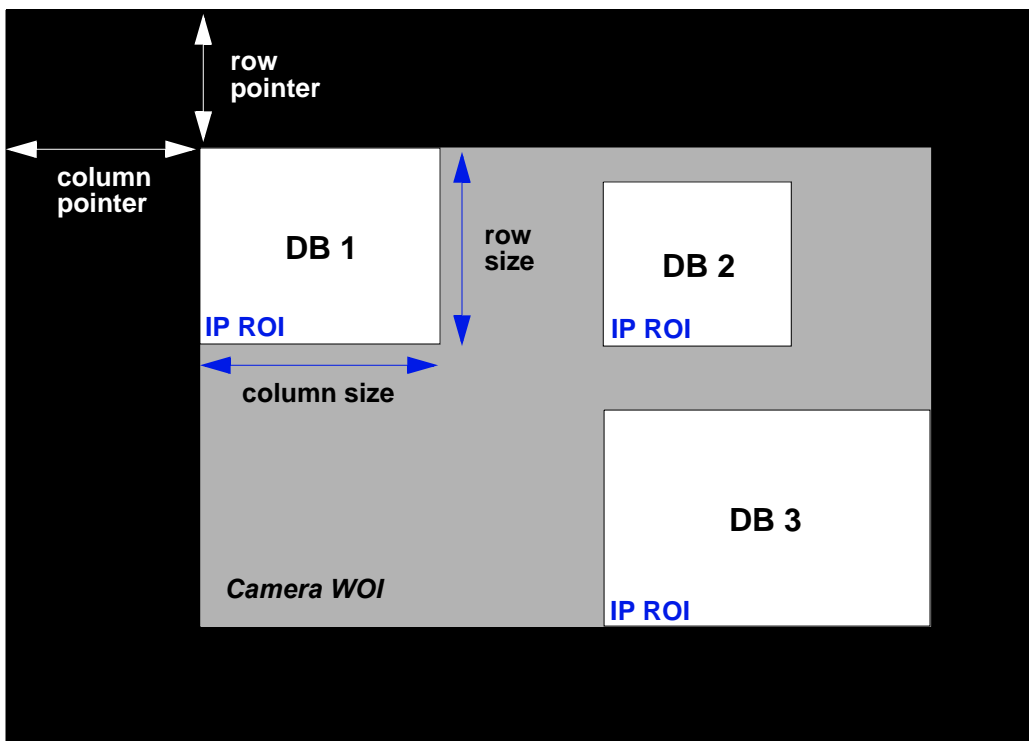 row
pointer
column
pointer
DB 1
row
size
DB 2
IP ROI
IP ROI
column size
DB 3
Camera WOI
IP ROI